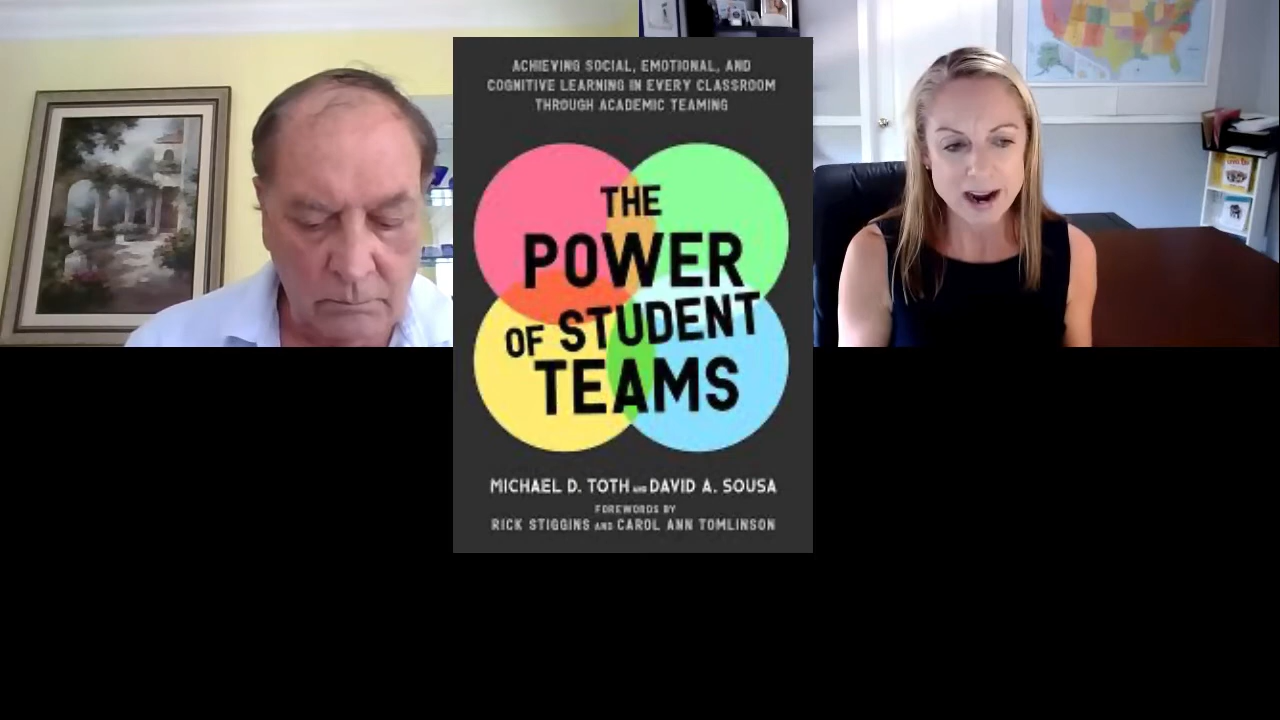 ACHIEVING SOCIAL, EMOTIONAL, AND
COGNITIVE LEARNING IN EVERY CLASSROOM
THROUGH ACADEMIC TEAMING
THE
POWER
OF STUDENT
TEAMS
MICHAEL D. TOTH AND DAVID A. SOUSA
FOREWORDS BY
RICK STIGGINS AND CAROL ANN TOMLINSON